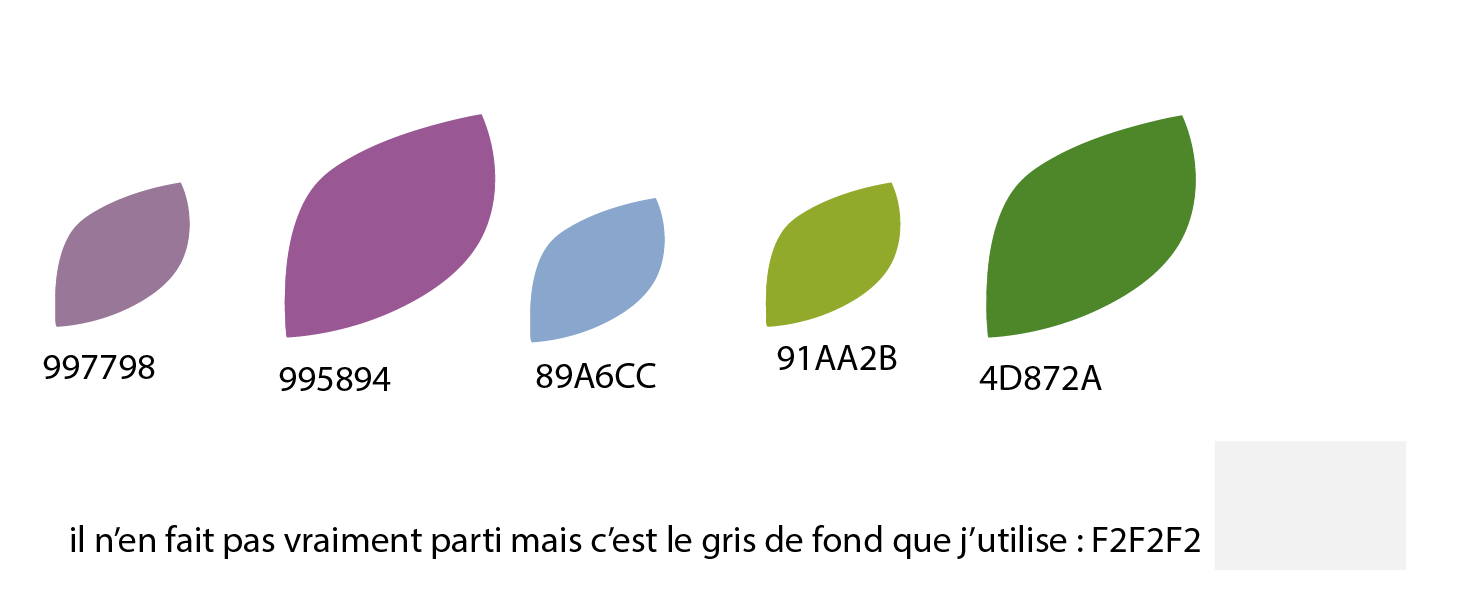 997798
995894
89A6CC
91AA2B
4D872A
il n’en fait pas vraiment parti mais c’est le gris de fond que j’utilise : F2F2F2